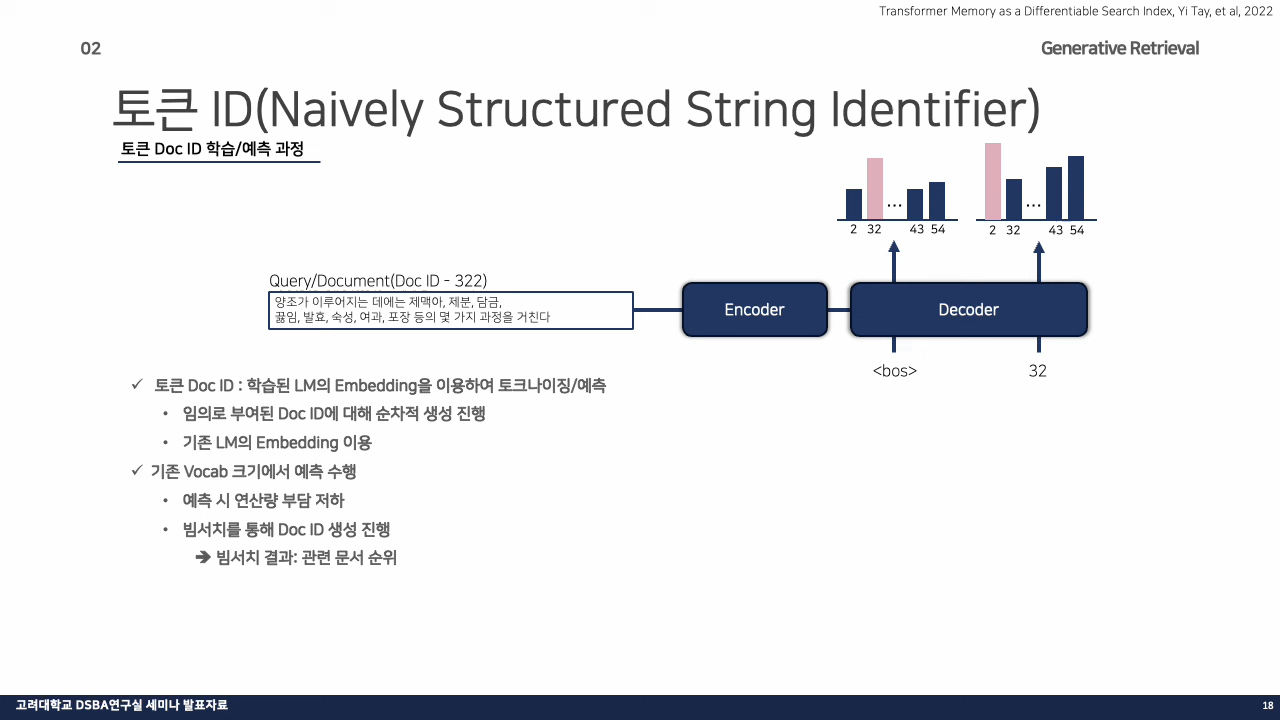 Transformer Memory as a Differentiable Search Index, Yi Tay, et al, 2022
02
Generative Retrieval
토큰 ID(Naively Structured String Identifier)
토큰 Doc ID 학습/예측 과정
2 32 ... 43 54
2 32 ... 43 54
Query/Document(Doc ID - 322)
양조가 이루어지는 데에는 제맥아, 제분, 담금,
끓임, 발효, 숙성, 여과, 포장 등의 몇 가지 과정을 거친다
Encoder
Decoder
<bos>
32
✓ 토큰 Doc ID : 학습된 LM의 Embedding을 이용하여 토크나이징/예측
• 임의로 부여된 Doc ID에 대해 순차적 생성 진행
• 기존 LM의 Embedding 이용
✓ 기존 Vocab 크기에서 예측 수행
• 예측 시 연산량 부담 저하
• 빔서치를 통해 Doc ID 생성 진행
➔ 빔서치 결과: 관련 문서 순위
고려대학교 DSBA연구실 세미나 발표자료
18